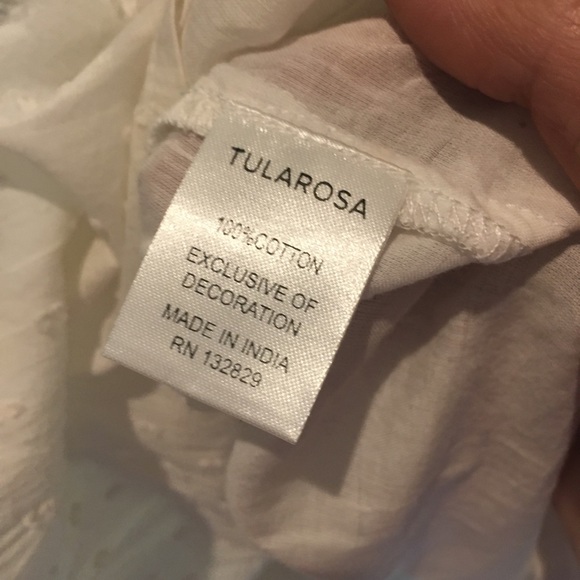 TULAROSA
100%COTTON
EXCLUSIVE OF
DECORATION
MADE IN INDIA
RN 132829